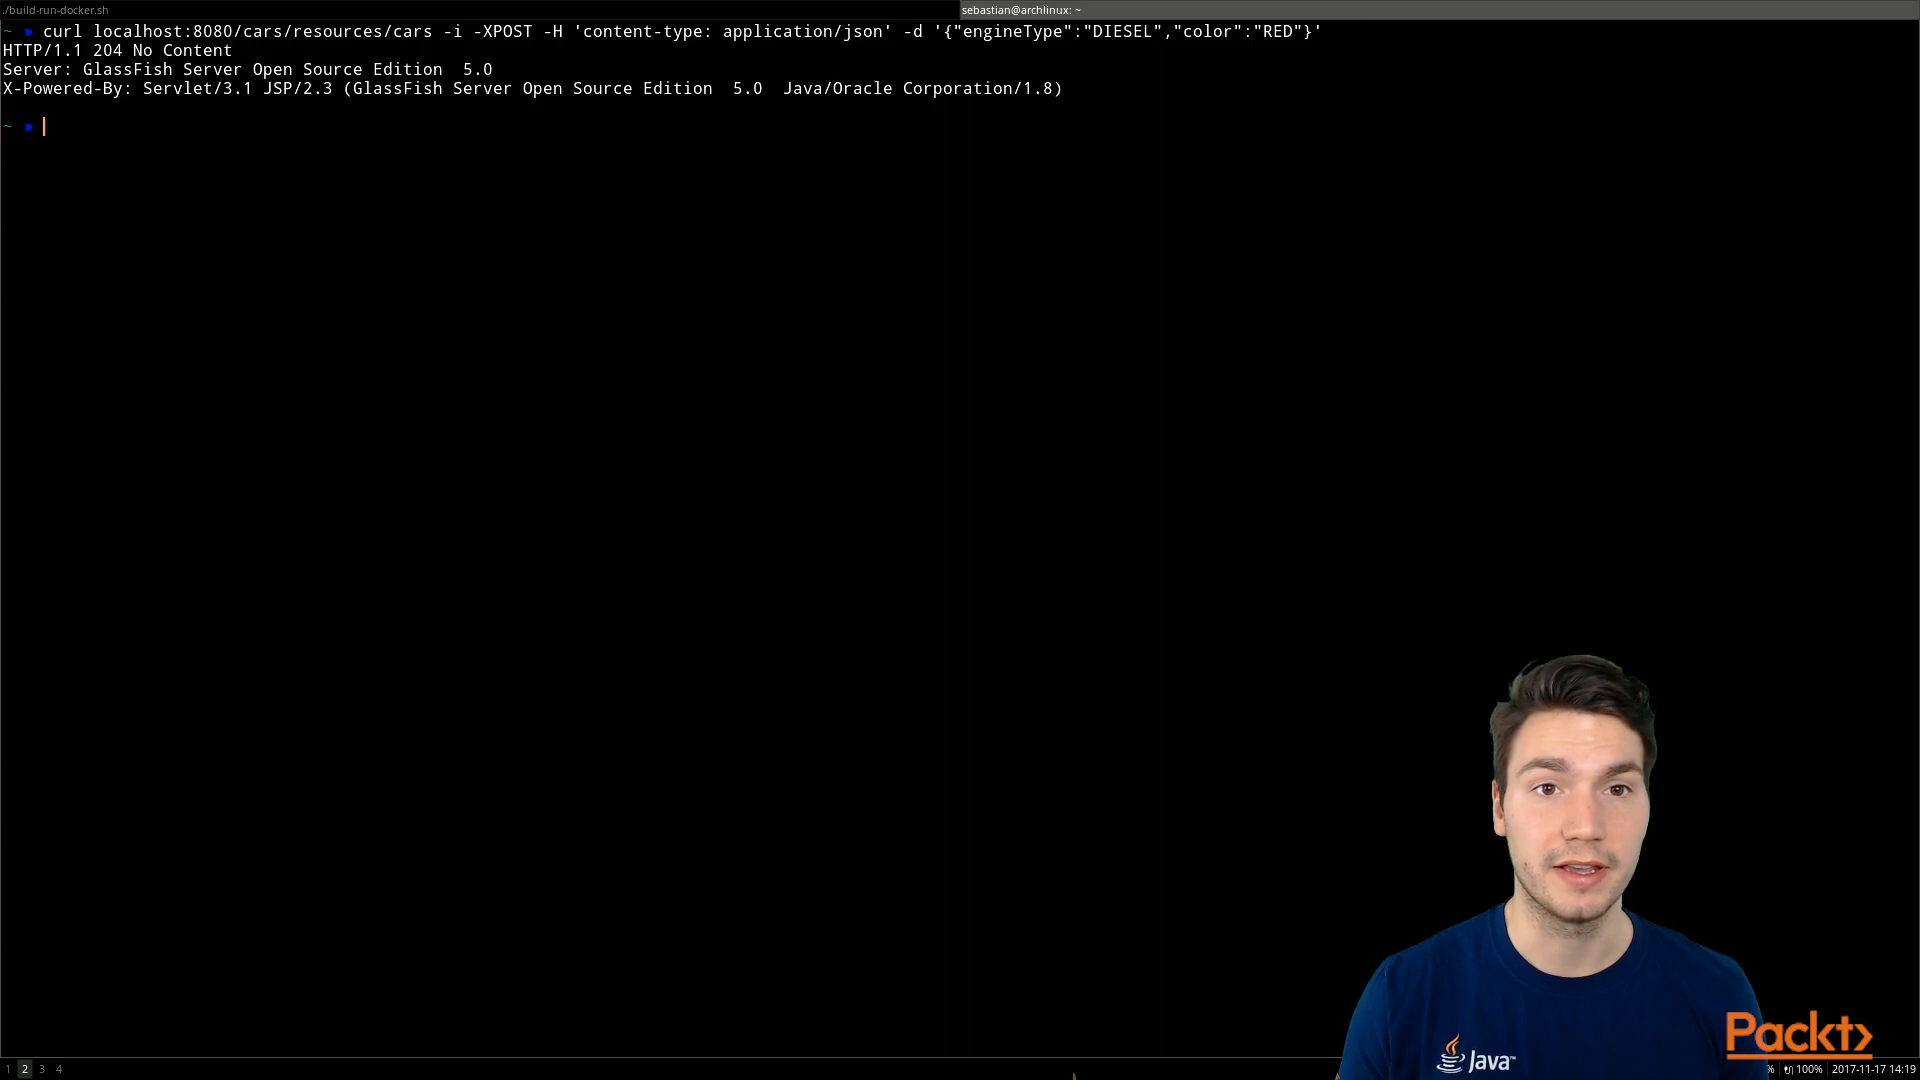 ./build-run-docker.sh
sebastian@archlinux: ~
~ curl localhost:8080/cars/resources/cars -i -XPOST -H 'content-type: application/json' -d '{"engineType":"DIESEL","color":"RED"}'
HTTP/1.1 204 No Content
Server: GlassFish Server Open Source Edition  5.0
X-Powered-By: Servlet/3.1 JSP/2.3 (GlassFish Server Open Source Edition  5.0  Java/Oracle Corporation/1.8)
~
Java™
Packt>
1 2 3 4
% 100% 2017-11-17 14:19